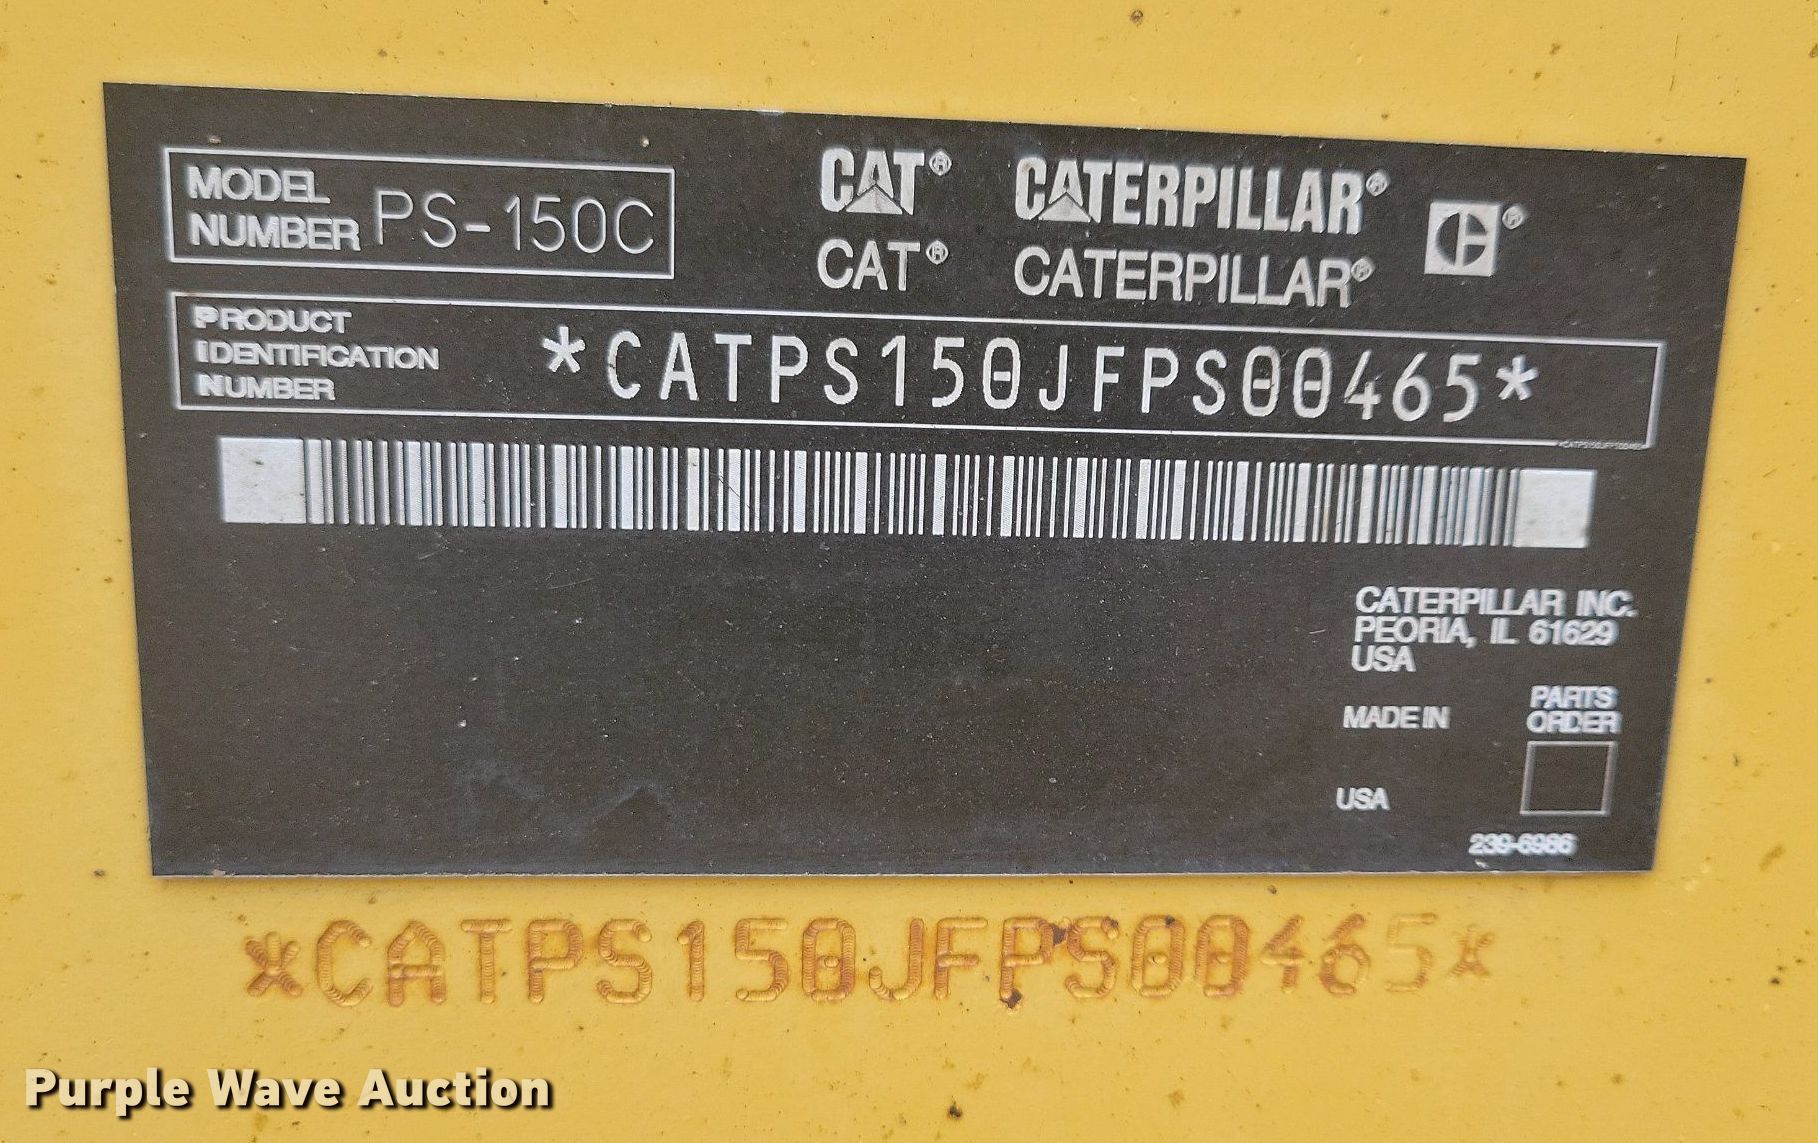 MODEL NUMBER PS-150C
CAT® CATERPILLAR® C®
CAT® CATERPILLAR®
PRODUCT IDENTIFICATION NUMBER *CATPS150JFPS00465*
*CATPS150JFPS00465*
CATERPILLAR INC.
PEORIA, IL 61629
USA
MADE IN
USA
PARTS ORDER
239-6986
*CATPS150JFPS00465*
Purple Wave Auction